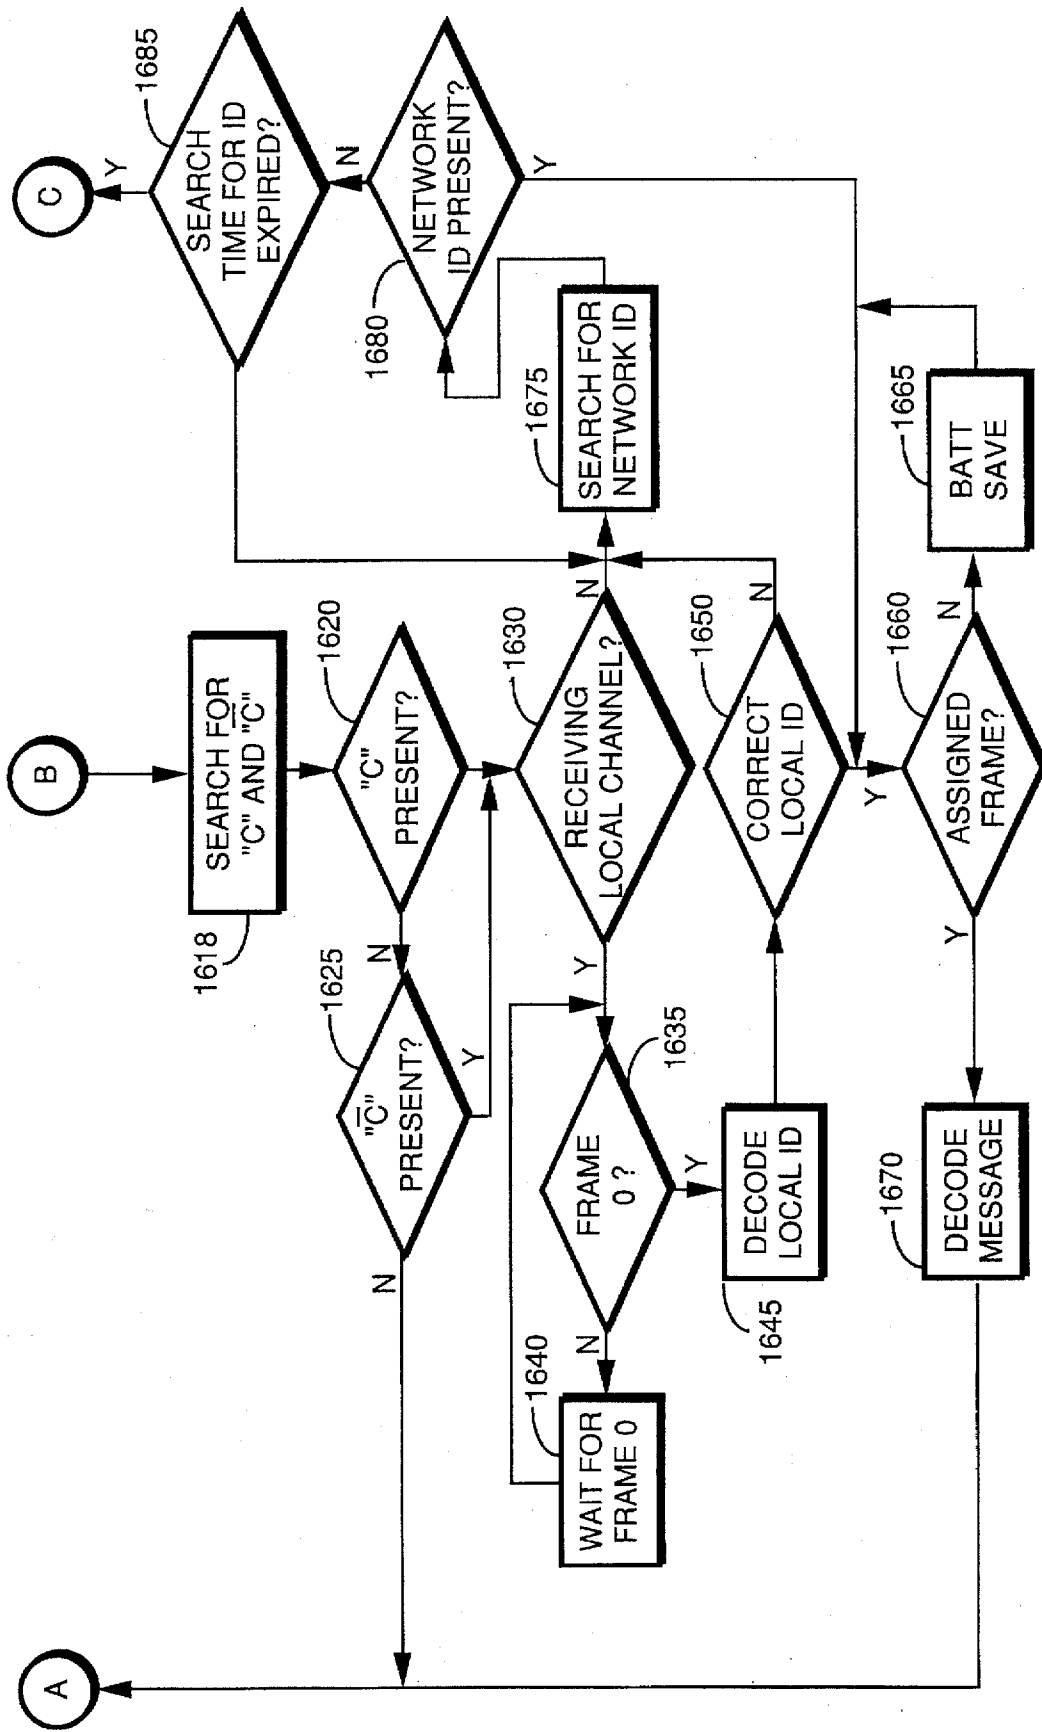 A
B
C
SEARCH FOR
"C" AND "C̅"
1618
"C"
PRESENT?
1620
N
"C̅"
PRESENT?
1625
N
Y
RECEIVING
LOCAL CHANNEL?
1630
Y
N
FRAME
0 ?
1635
N
Y
WAIT FOR
FRAME 0
1640
DECODE
LOCAL ID
1645
CORRECT
LOCAL ID
1650
N
Y
ASSIGNED
FRAME?
1660
Y
N
BATT
SAVE
1665
DECODE
MESSAGE
1670
SEARCH FOR
NETWORK ID
1675
NETWORK
ID PRESENT?
1680
N
Y
SEARCH
TIME FOR ID
EXPIRED?
1685
Y